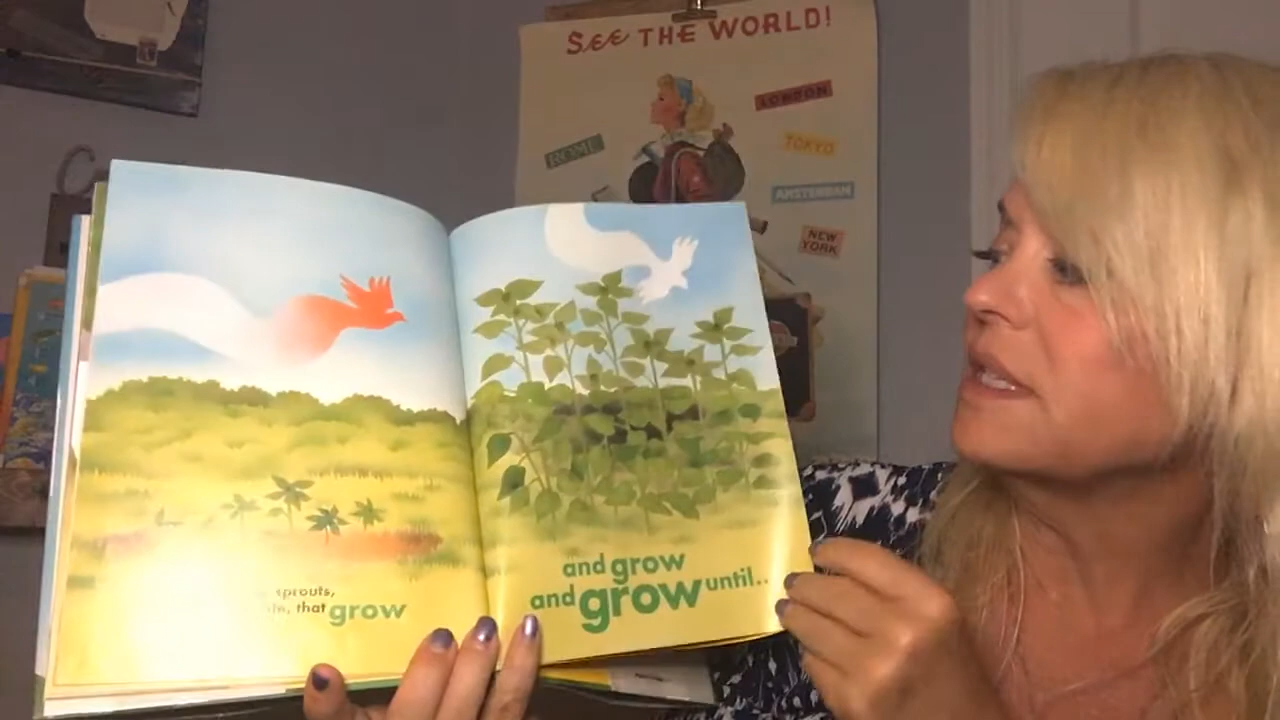 SEE THE WORLD!
LONDON
ROME
TOKYO
AMSTERDAM
NEW
YORK
sprouts,
that grow
and grow
and grow until..